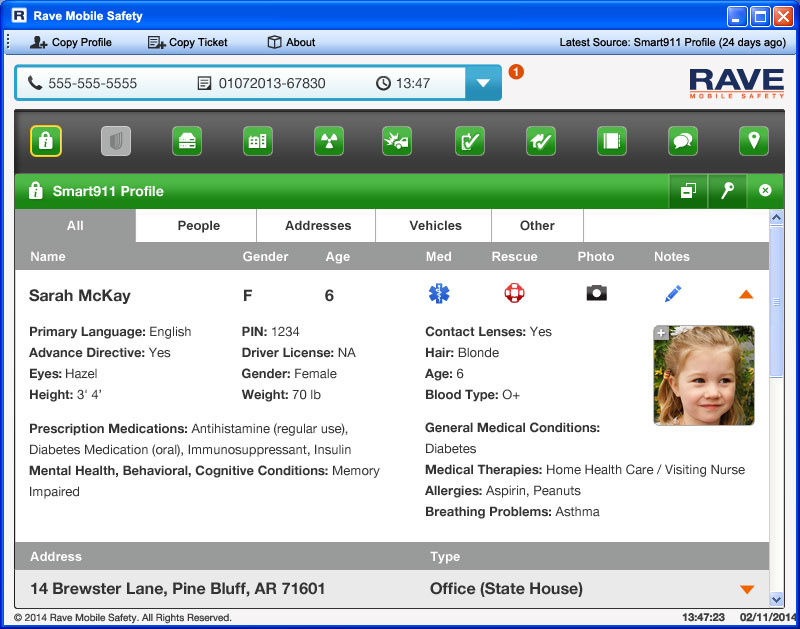 R Rave Mobile Safety
Copy Profile Copy Ticket About Latest Source: Smart911 Profile (24 days ago)
555-555-5555 01072013-67830 13:47 1
RAVE
MOBILE SAFETY
Smart911 Profile
All People Addresses Vehicles Other
Name Gender Age Med Rescue Photo Notes
Sarah McKay F 6
Primary Language: English PIN: 1234 Contact Lenses: Yes
Advance Directive: Yes Driver License: NA Hair: Blonde
Eyes: Hazel Gender: Female Age: 6
Height: 3' 4' Weight: 70 lb Blood Type: O+
Prescription Medications: Antihistamine (regular use),
Diabetes Medication (oral), Immunosuppressant, Insulin
Mental Health, Behavioral, Cognitive Conditions: Memory
Impaired
General Medical Conditions:
Diabetes
Medical Therapies: Home Health Care / Visiting Nurse
Allergies: Aspirin, Peanuts
Breathing Problems: Asthma
Address Type
14 Brewster Lane, Pine Bluff, AR 71601 Office (State House)
© 2014 Rave Mobile Safety. All Rights Reserved. 13:47:23 02/11/2014